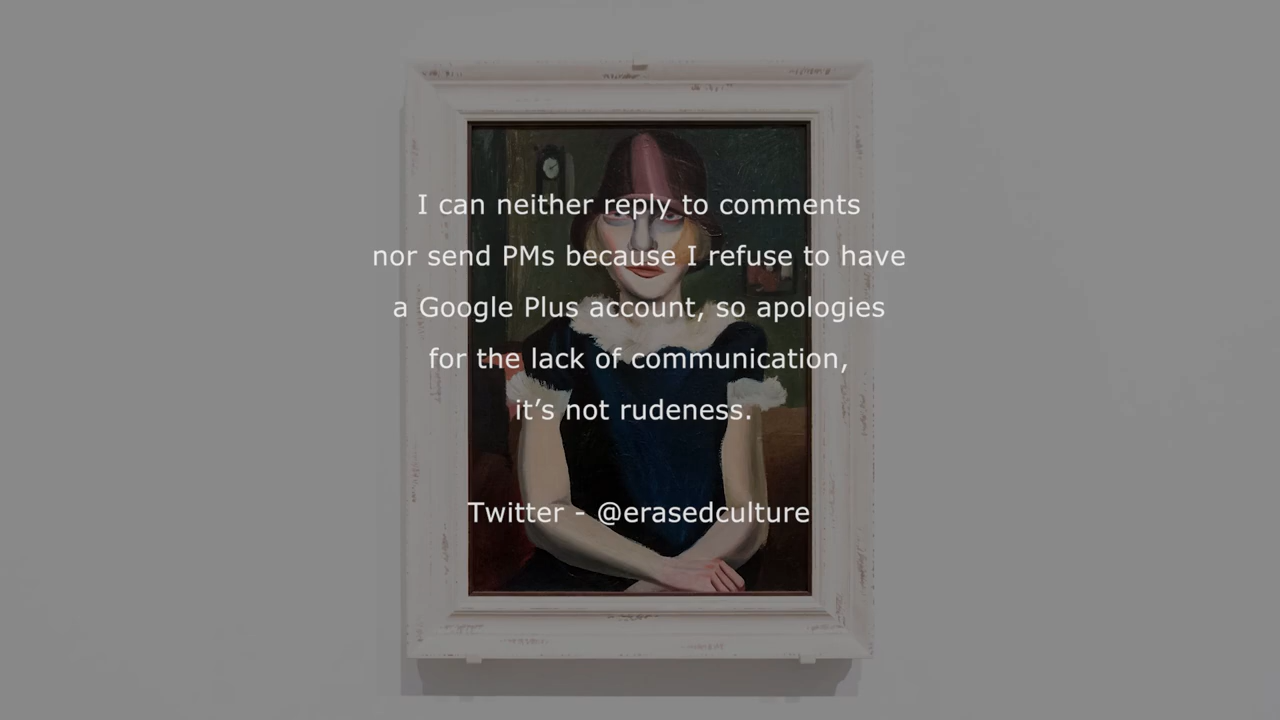 I can neither reply to comments
nor send PMs because I refuse to have
a Google Plus account, so apologies
for the lack of communication,
it’s not rudeness.
Twitter - @erasedculture